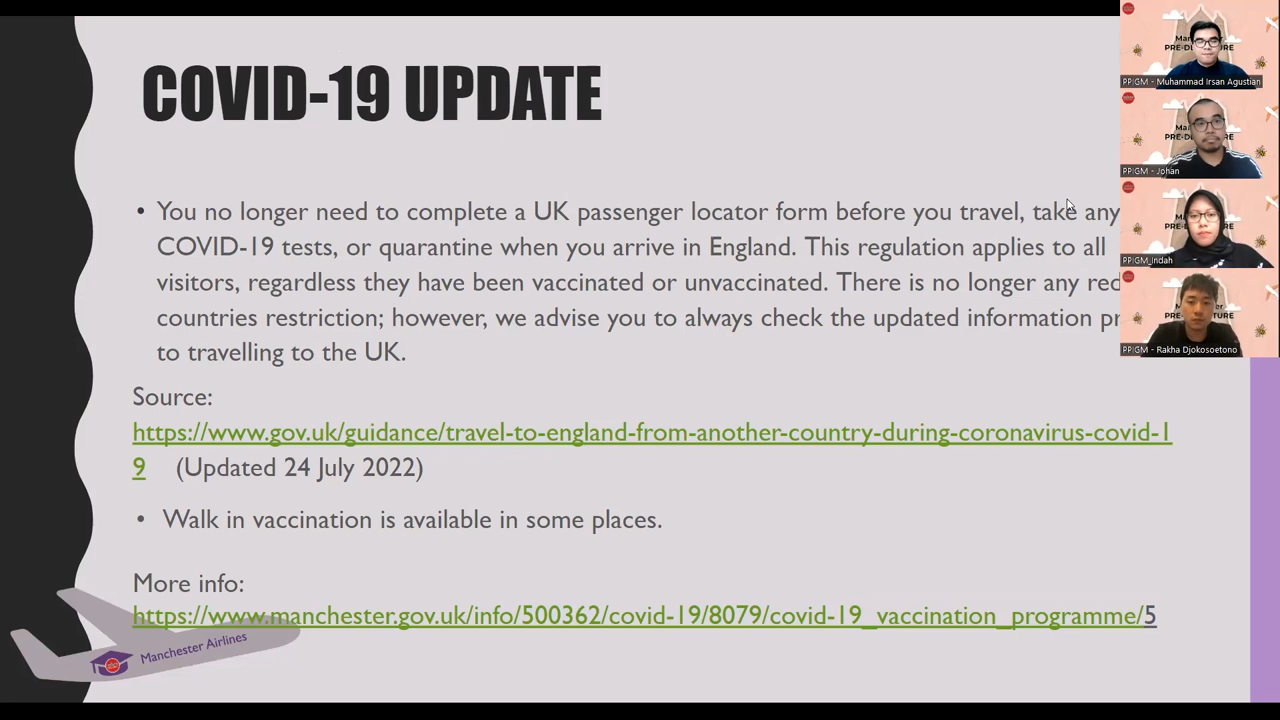 COVID-19 UPDATE
• You no longer need to complete a UK passenger locator form before you travel, take any
COVID-19 tests, or quarantine when you arrive in England. This regulation applies to all
visitors, regardless they have been vaccinated or unvaccinated. There is no longer any red
countries restriction; however, we advise you to always check the updated information
to travelling to the UK.
Source:
https://www.gov.uk/guidance/travel-to-england-from-another-country-during-coronavirus-covid-1
9 (Updated 24 July 2022)
• Walk in vaccination is available in some places.
More info:
https://www.manchester.gov.uk/info/500362/covid-19/8079/covid-19_vaccination_programme/5
Manchester Airlines
PPIGM - Muhammad Irsan Agustian
PPIGM - Johan
PPIGM_Indah
PPIGM - Rakha Djokosoetono